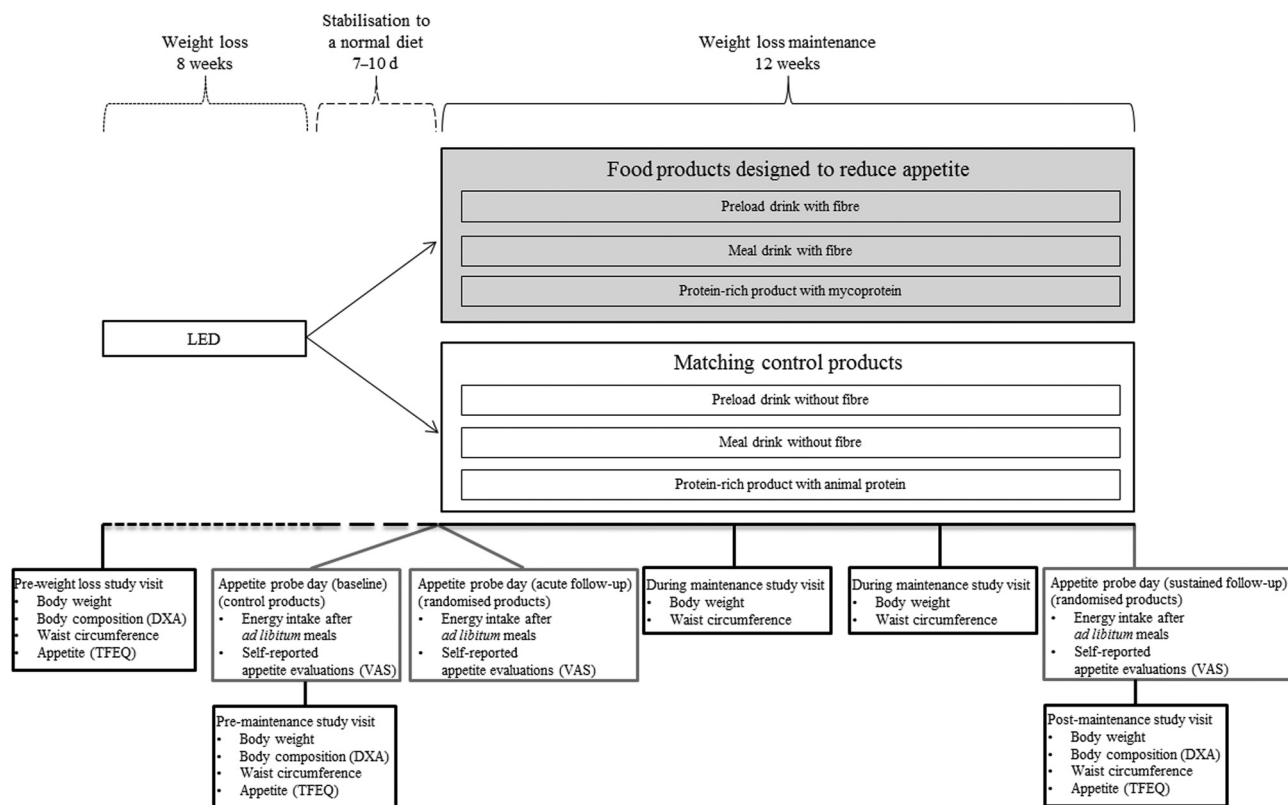 Weight loss
8 weeks
Stabilisation to
a normal diet
7–10 d
Weight loss maintenance
12 weeks
Food products designed to reduce appetite
Preload drink with fibre
Meal drink with fibre
Protein-rich product with mycoprotein
LED
Matching control products
Preload drink without fibre
Meal drink without fibre
Protein-rich product with animal protein
Pre-weight loss study visit
• Body weight
• Body composition (DXA)
• Waist circumference
• Appetite (TFEQ)
Appetite probe day (baseline)
(control products)
• Energy intake after
ad libitum meals
• Self-reported
appetite evaluations (VAS)
Appetite probe day (acute follow-up)
(randomised products)
• Energy intake after
ad libitum meals
• Self-reported
appetite evaluations (VAS)
During maintenance study visit
• Body weight
• Waist circumference
During maintenance study visit
• Body weight
• Waist circumference
Appetite probe day (sustained follow-up)
(randomised products)
• Energy intake after
ad libitum meals
• Self-reported
appetite evaluations (VAS)
Pre-maintenance study visit
• Body weight
• Body composition (DXA)
• Waist circumference
• Appetite (TFEQ)
Post-maintenance study visit
• Body weight
• Body composition (DXA)
• Waist circumference
• Appetite (TFEQ)